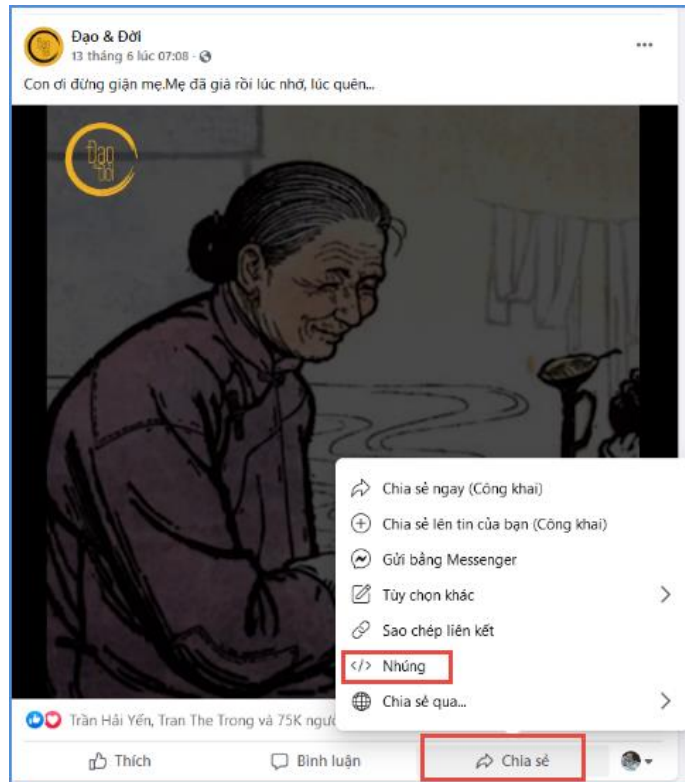 Đạo & Đời
13 tháng 6 lúc 07:08 ·
Con ơi đừng giận mẹ.Mẹ đã già rồi lúc nhớ, lúc quên...
Đạo
Đời
Chia sẻ ngay (Công khai)
Chia sẻ lên tin của bạn (Công khai)
Gửi bằng Messenger
Tùy chọn khác
Sao chép liên kết
</> Nhúng
Chia sẻ qua...
Trần Hải Yến, Tran The Trong và 75K ngư
Thích
Bình luận
Chia sẻ